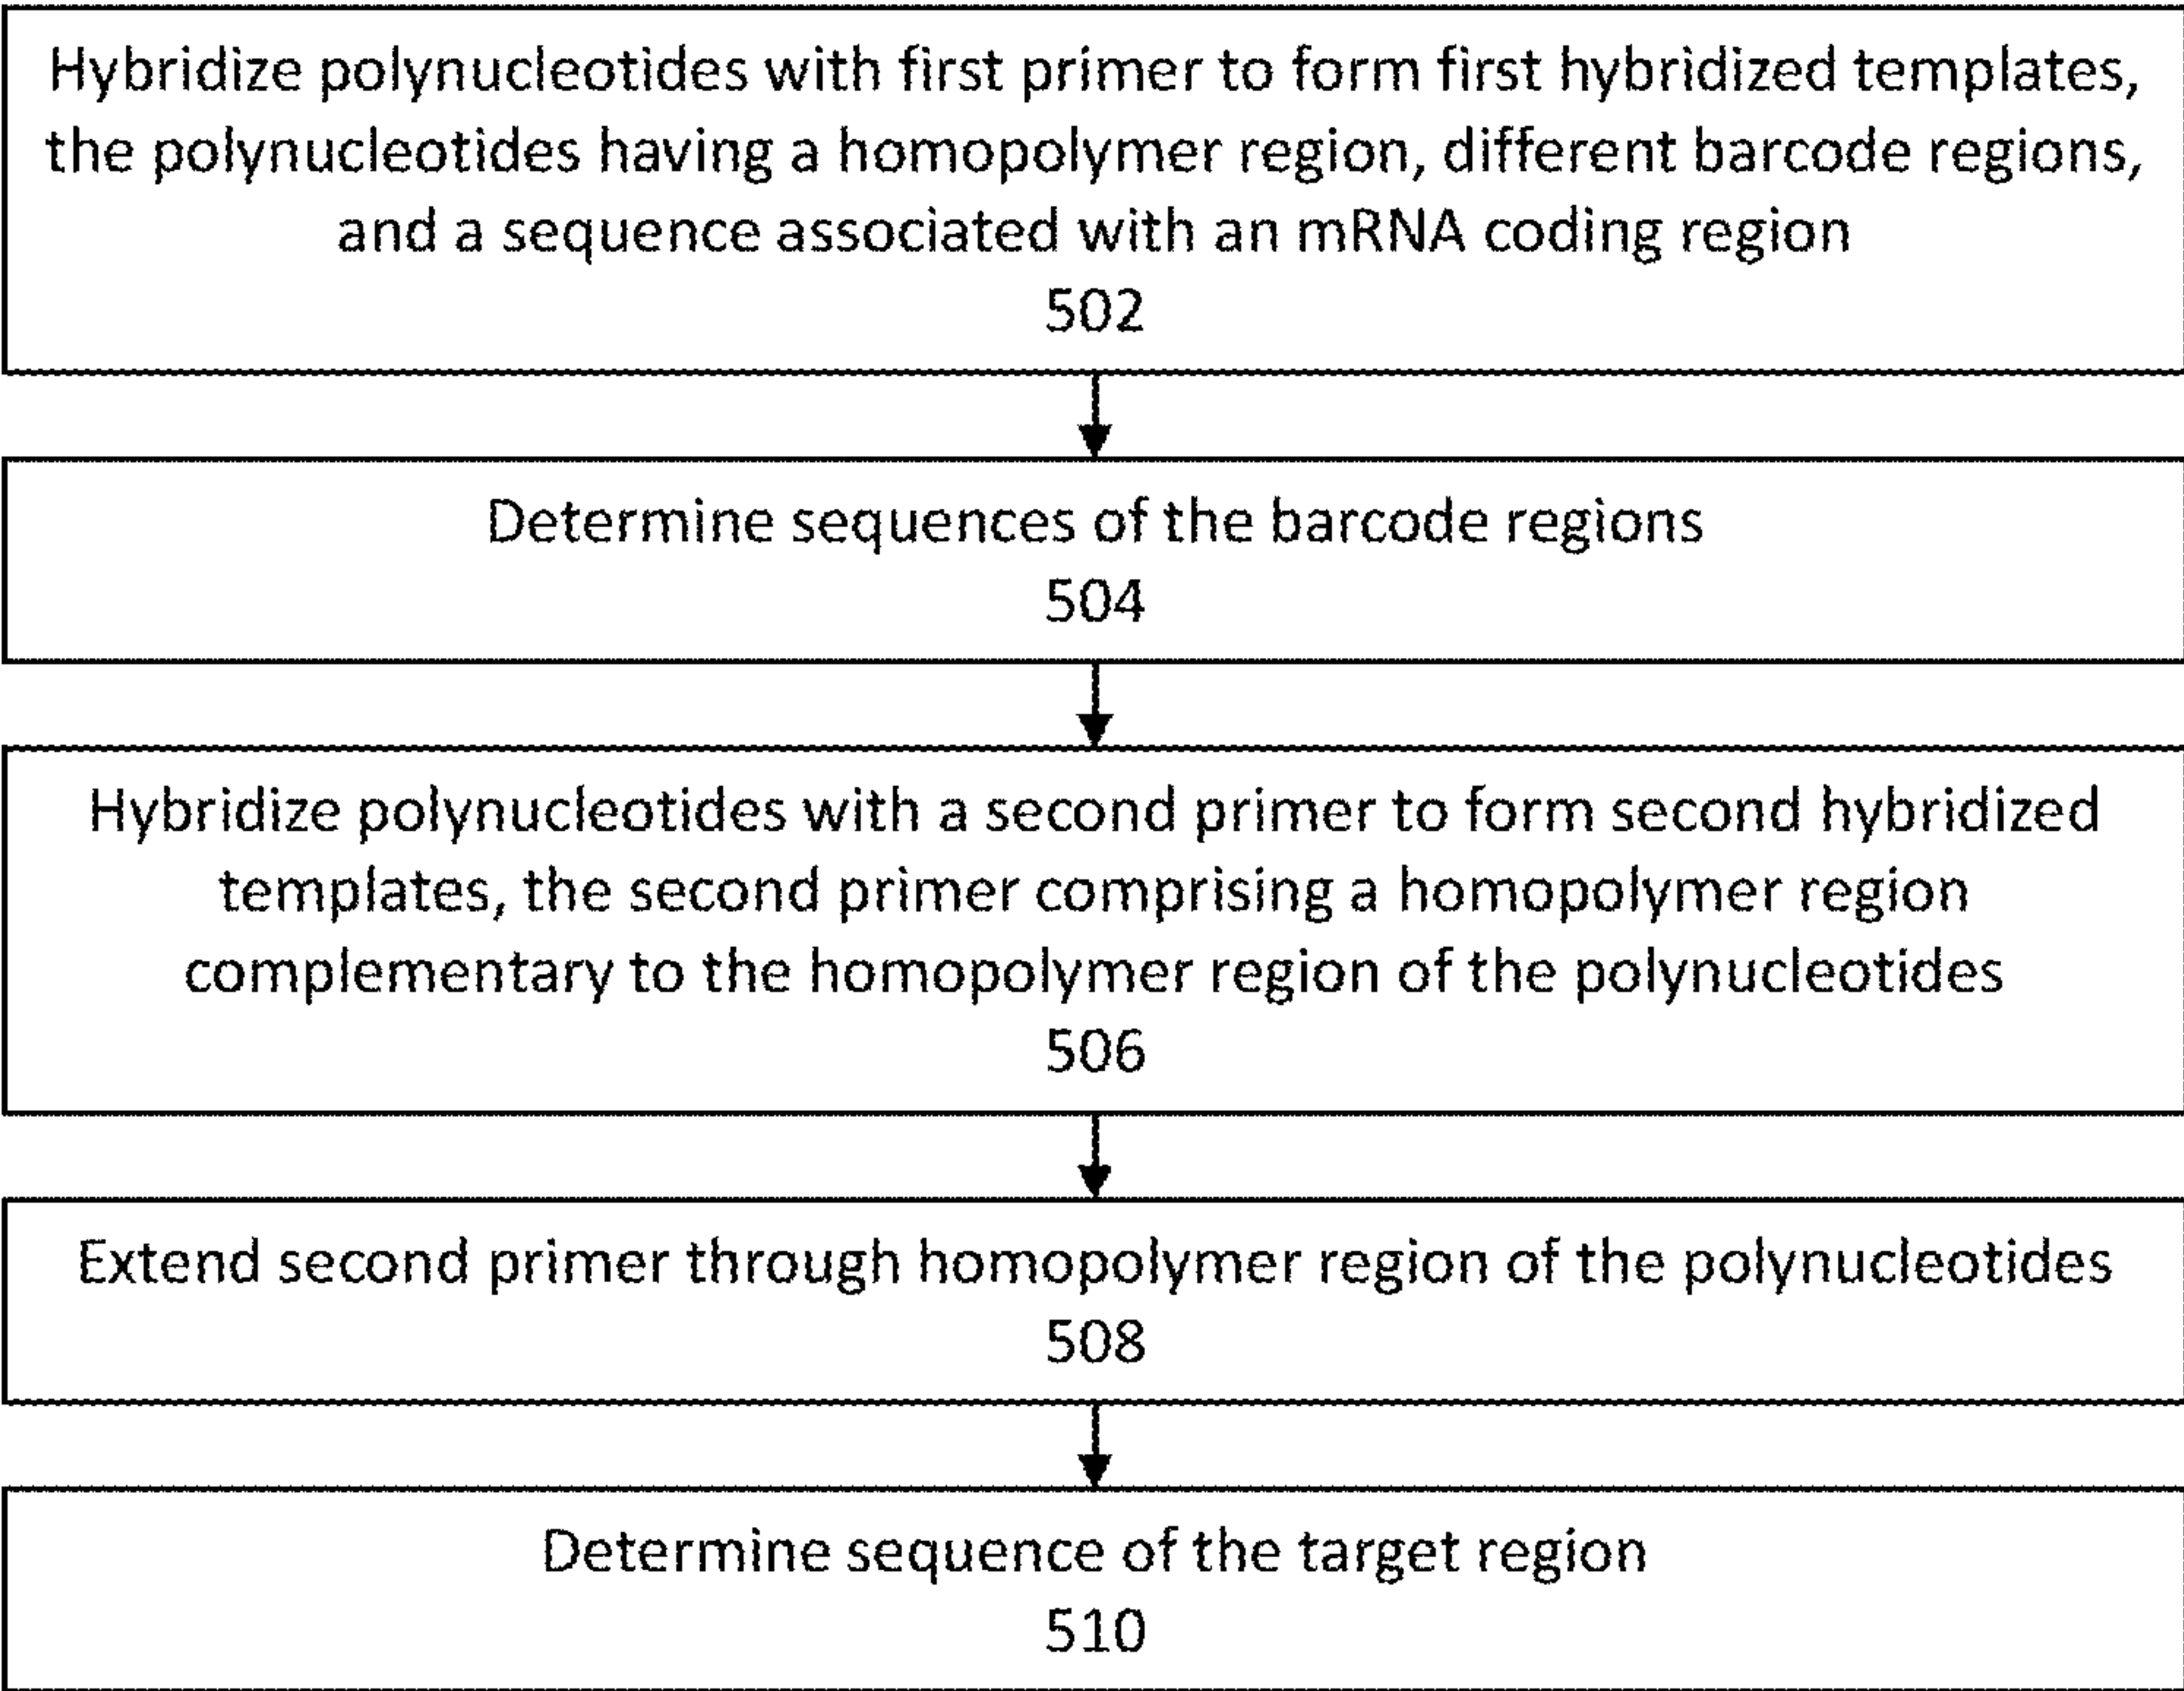 Hybridize polynucleotides with first primer to form first hybridized templates,
the polynucleotides having a homopolymer region, different barcode regions,
and a sequence associated with an mRNA coding region
502
Determine sequences of the barcode regions
504
Hybridize polynucleotides with a second primer to form second hybridized
templates, the second primer comprising a homopolymer region
complementary to the homopolymer region of the polynucleotides
506
Extend second primer through homopolymer region of the polynucleotides
508
Determine sequence of the target region
510